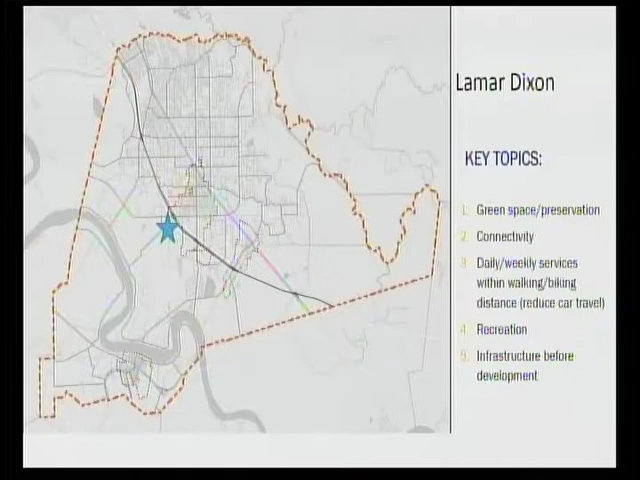 Lamar Dixon
KEY TOPICS:
1. Green space/preservation
2. Connectivity
3. Daily/weekly services
within walking/biking
distance (reduce car travel)
4. Recreation
5. Infrastructure before
development